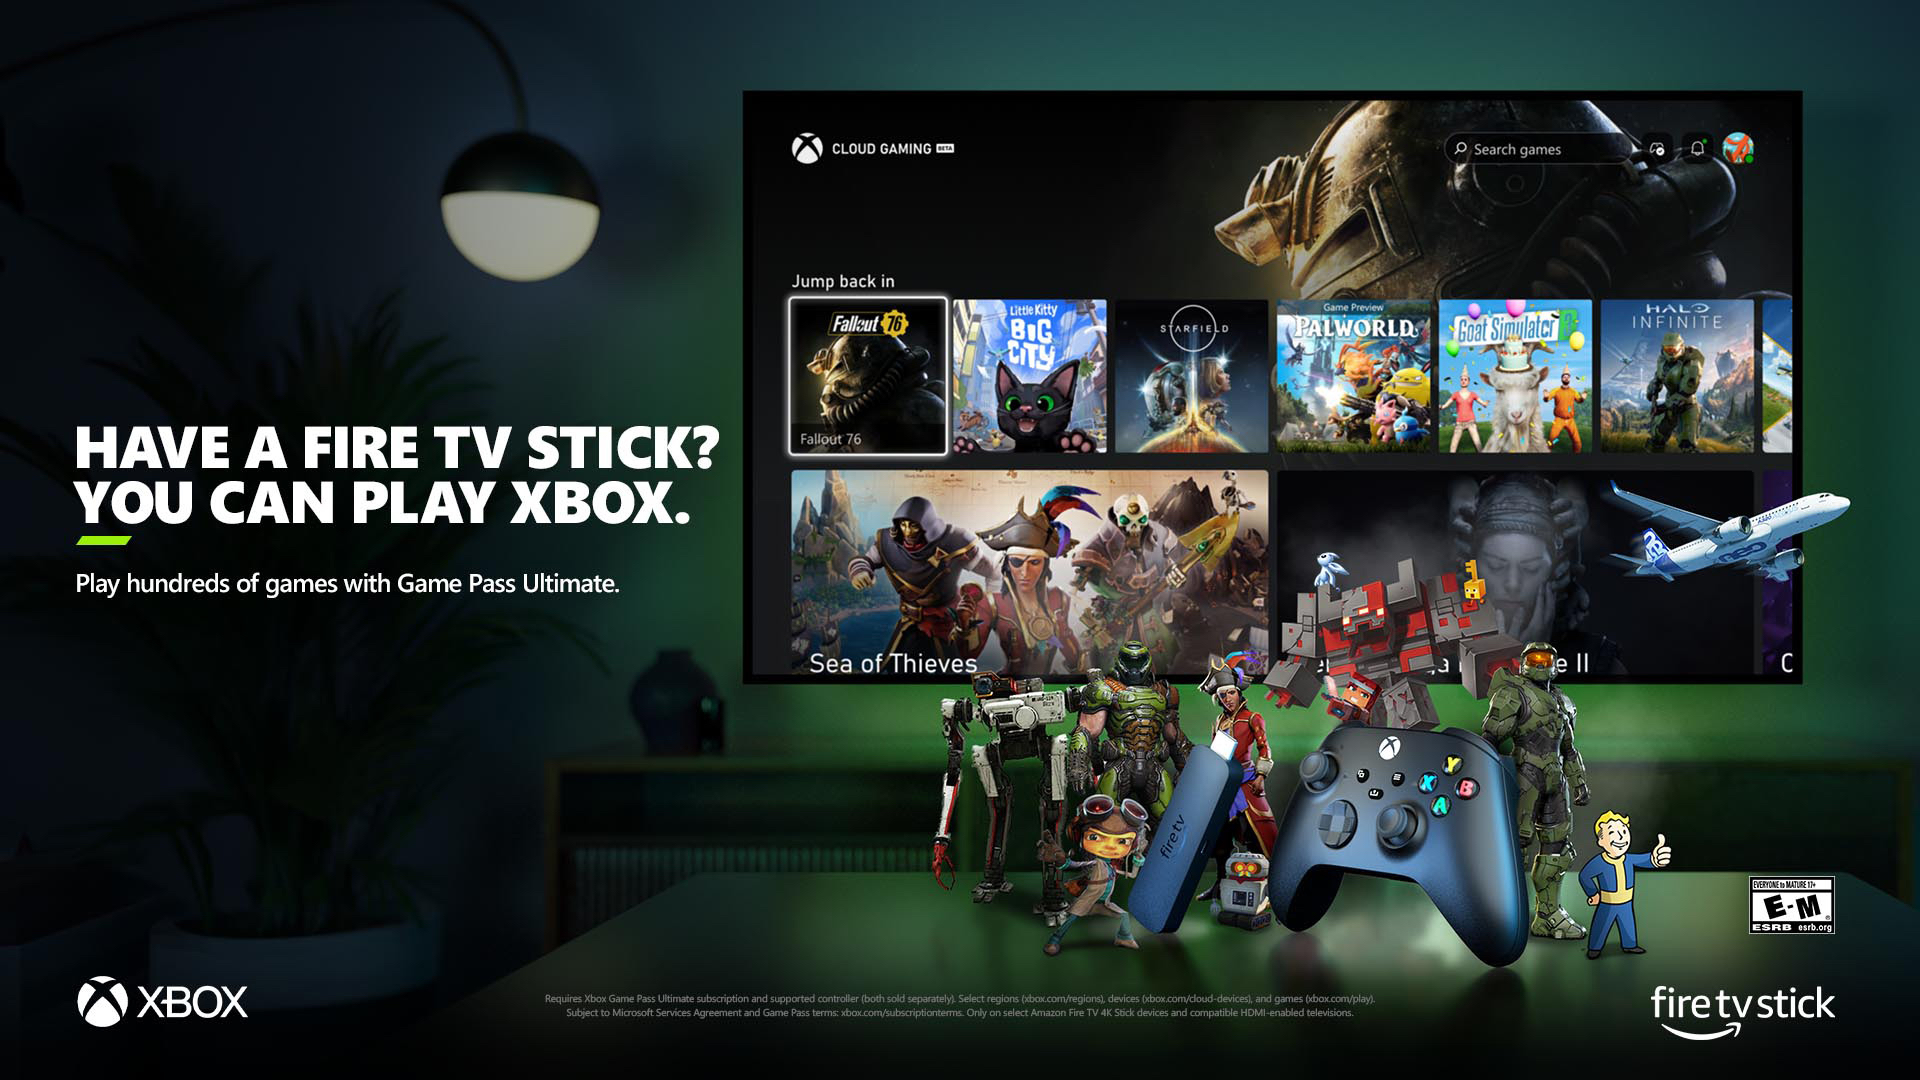 CLOUD GAMING BETA
Search games
Jump back in
Fallout 76
Little Kitty
BIG
CITY
STARFIELD
Game Preview
PALWORLD
Goat Simulator 3
HALO
INFINITE
Fallout 76
HAVE A FIRE TV STICK?
YOU CAN PLAY XBOX.
Play hundreds of games with Game Pass Ultimate.
neo
Sea of Thieves
II
C
fire tv
Y
X
B
A
EVERYONE to MATURE 17+
E-M
ESRB esrb.org
XBOX
Requires Xbox Game Pass Ultimate subscription and supported controller (both sold separately). Select regions (xbox.com/regions), devices (xbox.com/cloud-devices), and games (xbox.com/play).
Subject to Microsoft Services Agreement and Game Pass terms: xbox.com/subscriptionterms. Only on select Amazon Fire TV 4K Stick devices and compatible HDMI-enabled televisions.
fire tv stick